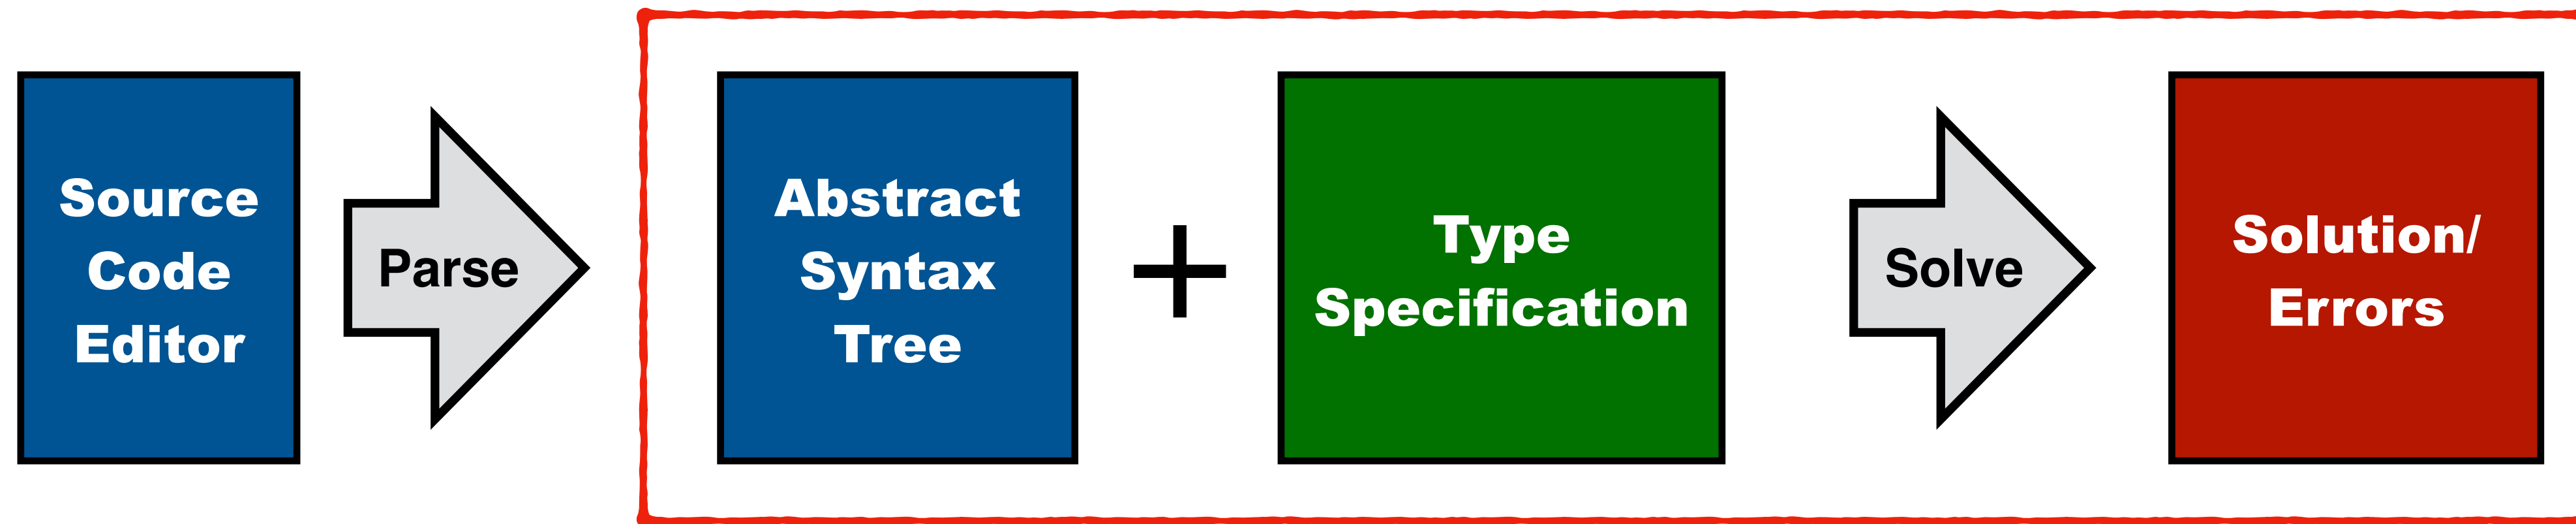 Source
Code
Editor
Parse
Abstract
Syntax
Tree
+
Type
Specification
Solve
Solution/
Errors